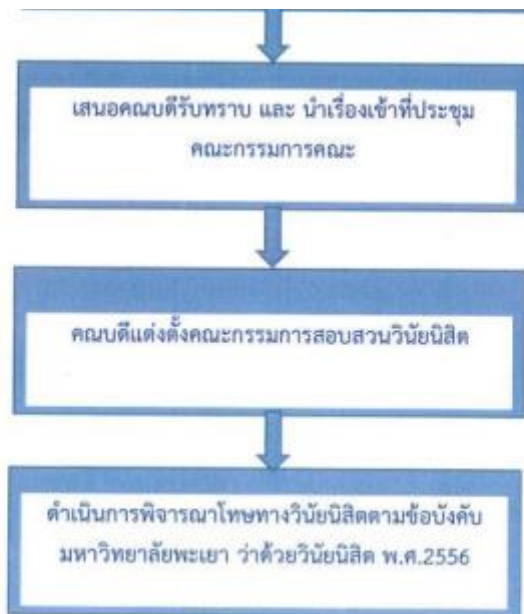 เสนอคณบดีรับทราบ และ นำเรื่องเข้าที่ประชุม
คณะกรรมการคณะ
คณบดีแต่งตั้งคณะกรรมการสอบสวนวินัยนิสิต
ดำเนินการพิจารณาโทษทางวินัยนิสิตตามข้อบังคับ
มหาวิทยาลัยพะเยา ว่าด้วยวินัยนิสิต พ.ศ.2556